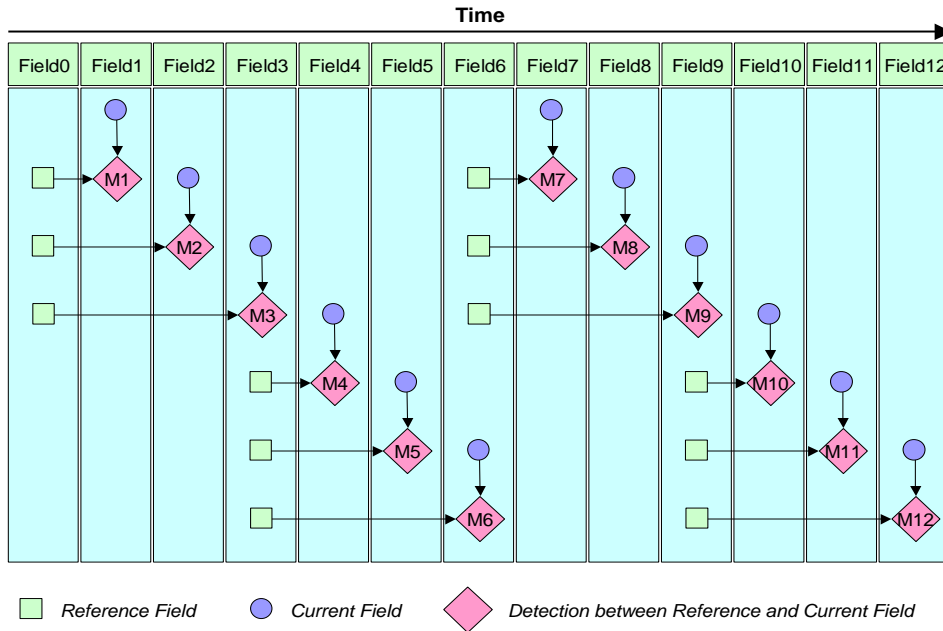 Time
Field0 Field1 Field2 Field3 Field4 Field5 Field6 Field7 Field8 Field9 Field10 Field11 Field12
M1 M7
M2 M8
M3 M9
M4 M10
M5 M11
M6 M12
Reference Field Current Field Detection between Reference and Current Field